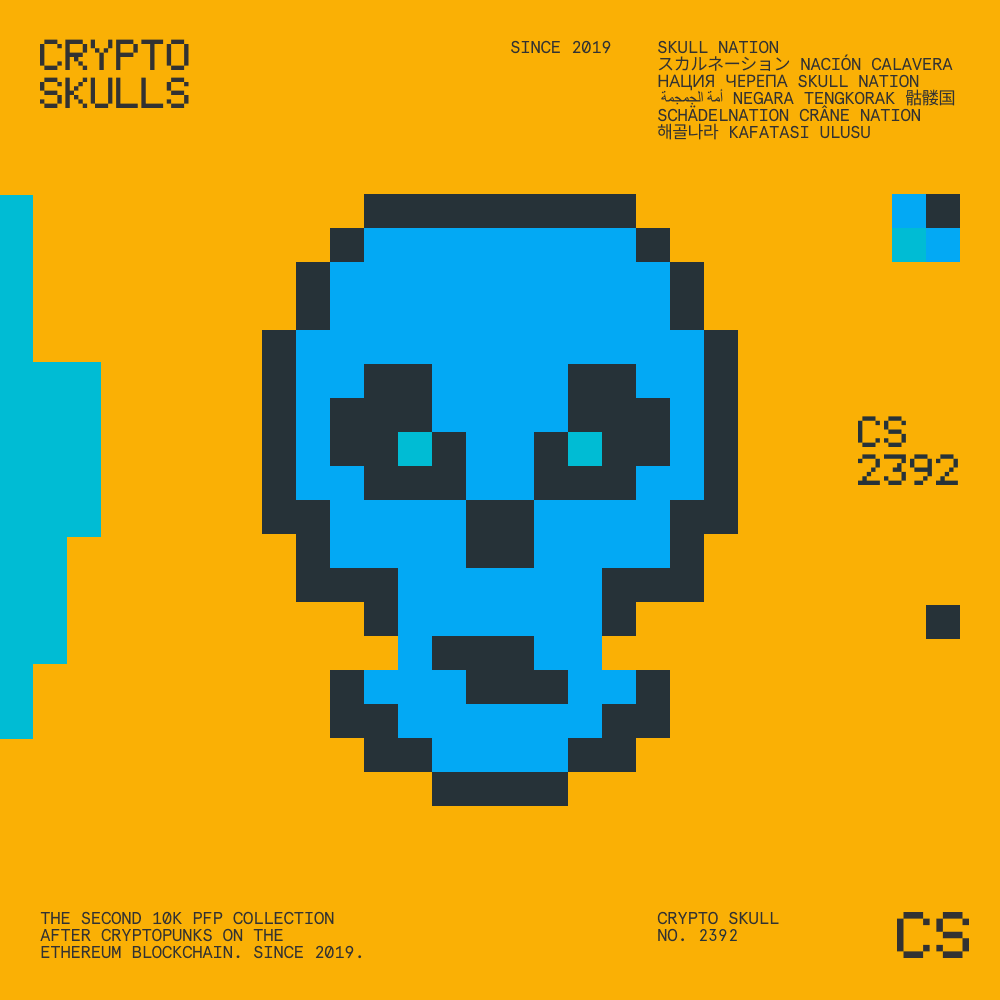 CRYPTO
SKULLS
SINCE 2019
SKULL NATION
スカルネーション NACIÓN CALAVERA
НАЦИЯ ЧЕРЕПА SKULL NATION
أمة الجمجمة NEGARA TENGKORAK 骷髅国
SCHÄDELNATION CRÂNE NATION
해골나라 KAFATASI ULUSU
CS
2392
THE SECOND 10K PFP COLLECTION
AFTER CRYPTOPUNKS ON THE
ETHEREUM BLOCKCHAIN. SINCE 2019.
CRYPTO SKULL
NO. 2392
CS